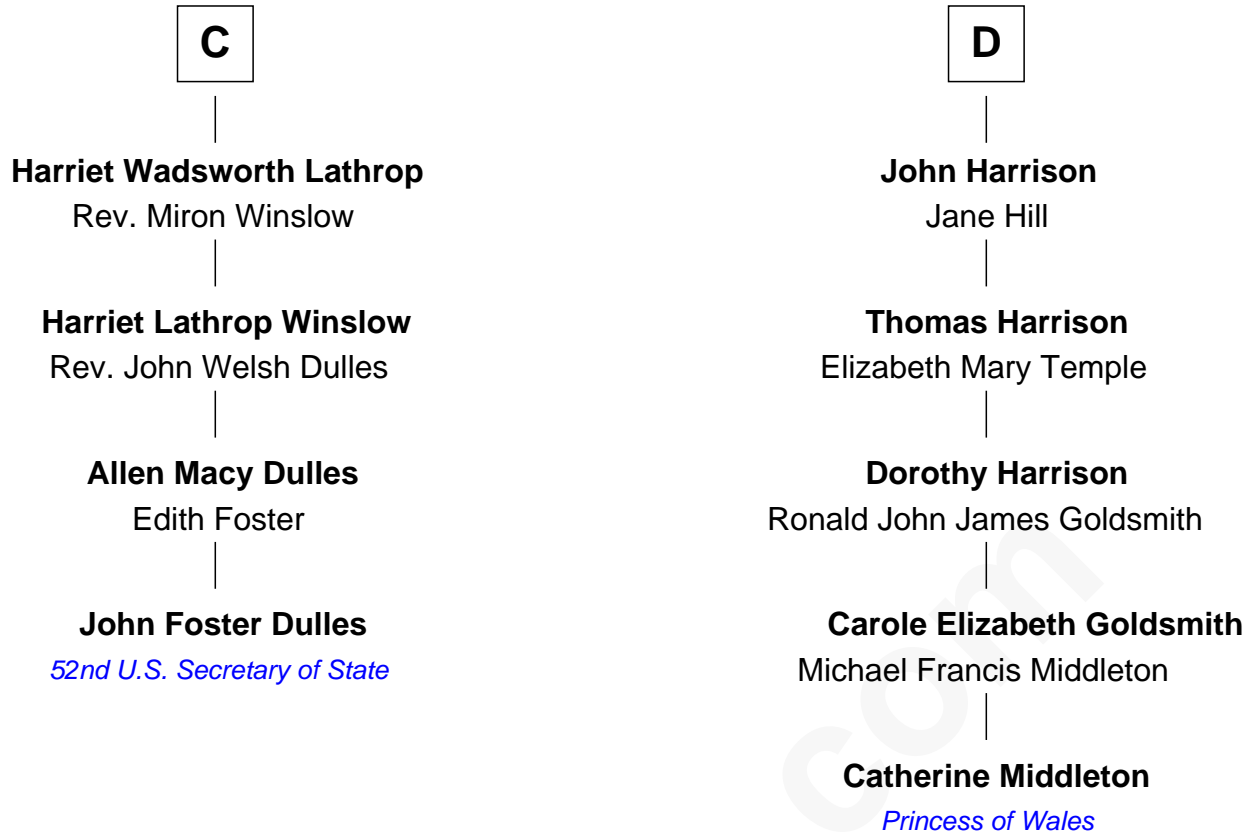 C
Harriet Wadsworth Lathrop
Rev. Miron Winslow
Harriet Lathrop Winslow
Rev. John Welsh Dulles
Allen Macy Dulles
Edith Foster
John Foster Dulles
52nd U.S. Secretary of State
D
John Harrison
Jane Hill
Thomas Harrison
Elizabeth Mary Temple
Dorothy Harrison
Ronald John James Goldsmith
Carole Elizabeth Goldsmith
Michael Francis Middleton
Catherine Middleton
Princess of Wales
com